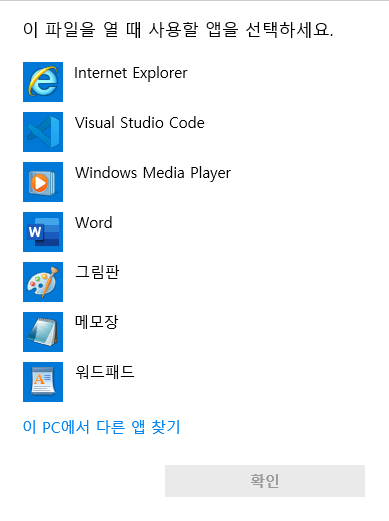 이 파일을 열 때 사용할 앱을 선택하세요.
Internet Explorer
Visual Studio Code
Windows Media Player
Word
그림판
메모장
워드패드
이 PC에서 다른 앱 찾기
확인